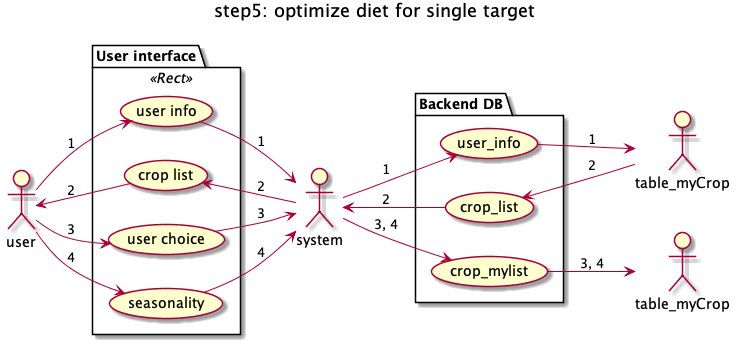 step5: optimize diet for single target
User interface
«Rect»
user info
1
1
crop list
2
2
user choice
3
3
seasonality
4
4
user
system
Backend DB
user_info
1
1
crop_list
2
2
crop_mylist
3, 4
3, 4
table_myCrop
table_myCrop